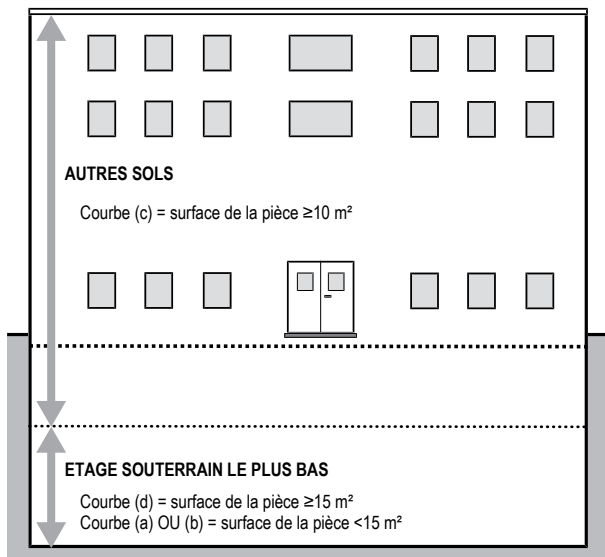 AUTRES SOLS
Courbe (c) = surface de la pièce ≥10 m²
ETAGE SOUTERRAIN LE PLUS BAS
Courbe (d) = surface de la pièce ≥15 m²
Courbe (a) OU (b) = surface de la pièce <15 m²